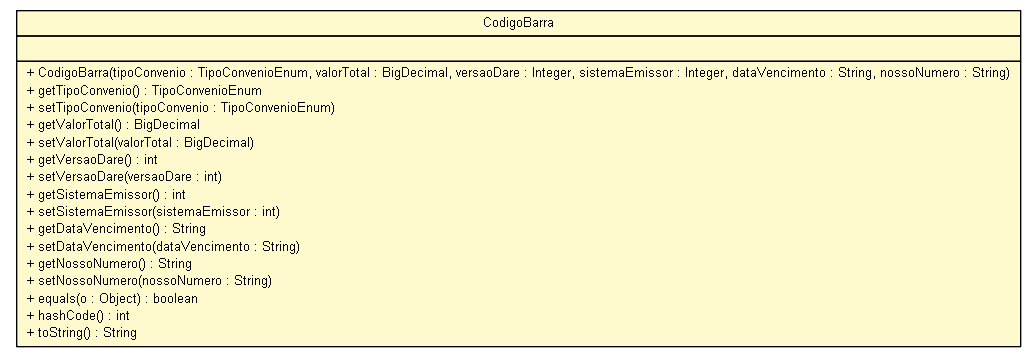 CodigoBarra
+ CodigoBarra(tipoConvenio : TipoConvenioEnum, valorTotal : BigDecimal, versaoDare : Integer, sistemaEmissor : Integer, dataVencimento : String, nossoNumero : String)
+ getTipoConvenio() : TipoConvenioEnum
+ setTipoConvenio(tipoConvenio : TipoConvenioEnum)
+ getValorTotal() : BigDecimal
+ setValorTotal(valorTotal : BigDecimal)
+ getVersaoDare() : int
+ setVersaoDare(versaoDare : int)
+ getSistemaEmissor() : int
+ setSistemaEmissor(sistemaEmissor : int)
+ getDataVencimento() : String
+ setDataVencimento(dataVencimento : String)
+ getNossoNumero() : String
+ setNossoNumero(nossoNumero : String)
+ equals(o : Object) : boolean
+ hashCode() : int
+ toString() : String